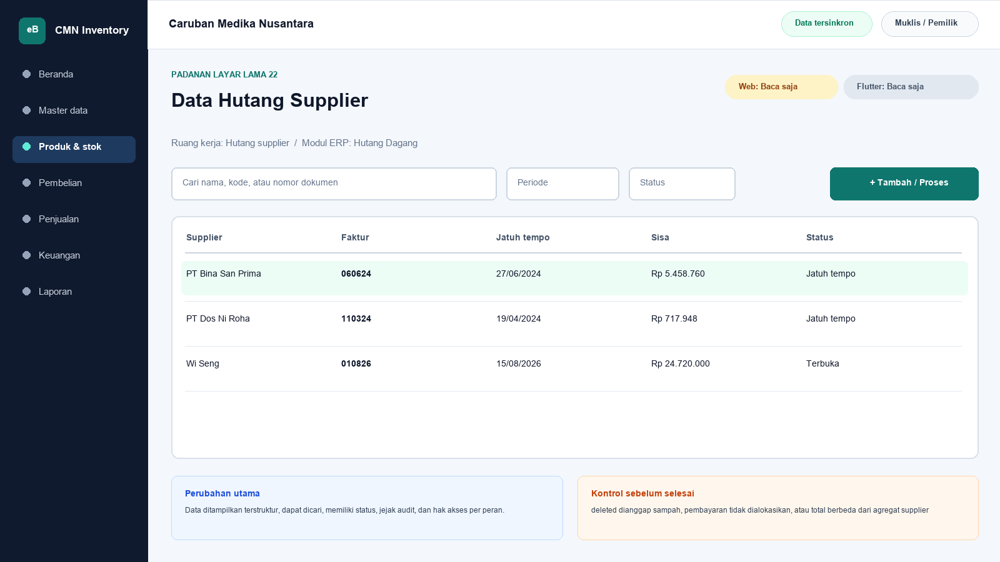 eB
CMN Inventory
Beranda
Master data
Produk & stok
Pembelian
Penjualan
Keuangan
Laporan
Caruban Medika Nusantara
Data tersinkron
Muklis / Pemilik
PADANAN LAYAR LAMA 22
Data Hutang Supplier
Web: Baca saja
Flutter: Baca saja
Ruang kerja: Hutang supplier / Modul ERP: Hutang Dagang
Cari nama, kode, atau nomor dokumen
Periode
Status
+ Tambah / Proses
Supplier Faktur Jatuh tempo Sisa Status
PT Bina San Prima 060624 27/06/2024 Rp 5.458.760 Jatuh tempo
PT Dos Ni Roha 110324 19/04/2024 Rp 717.948 Jatuh tempo
Wi Seng 010826 15/08/2026 Rp 24.720.000 Terbuka
Perubahan utama
Data ditampilkan terstruktur, dapat dicari, memiliki status, jejak audit, dan hak akses per peran.
Kontrol sebelum selesai
deleted dianggap sampah, pembayaran tidak dialokasikan, atau total berbeda dari agregat supplier